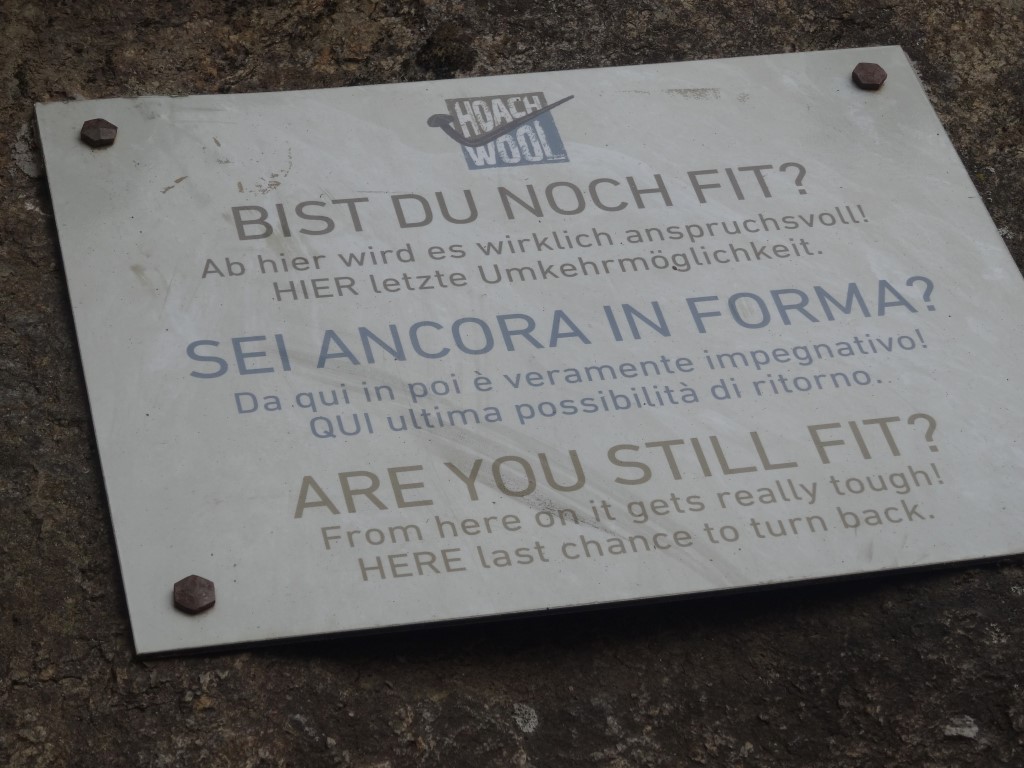 HOACH
WOOL
BIST DU NOCH FIT?
Ab hier wird es wirklich anspruchsvoll!
HIER letzte Umkehrmöglichkeit.
SEI ANCORA IN FORMA?
Da qui in poi è veramente impegnativo!
QUI ultima possibilità di ritorno.
ARE YOU STILL FIT?
From here on it gets really tough!
HERE last chance to turn back.